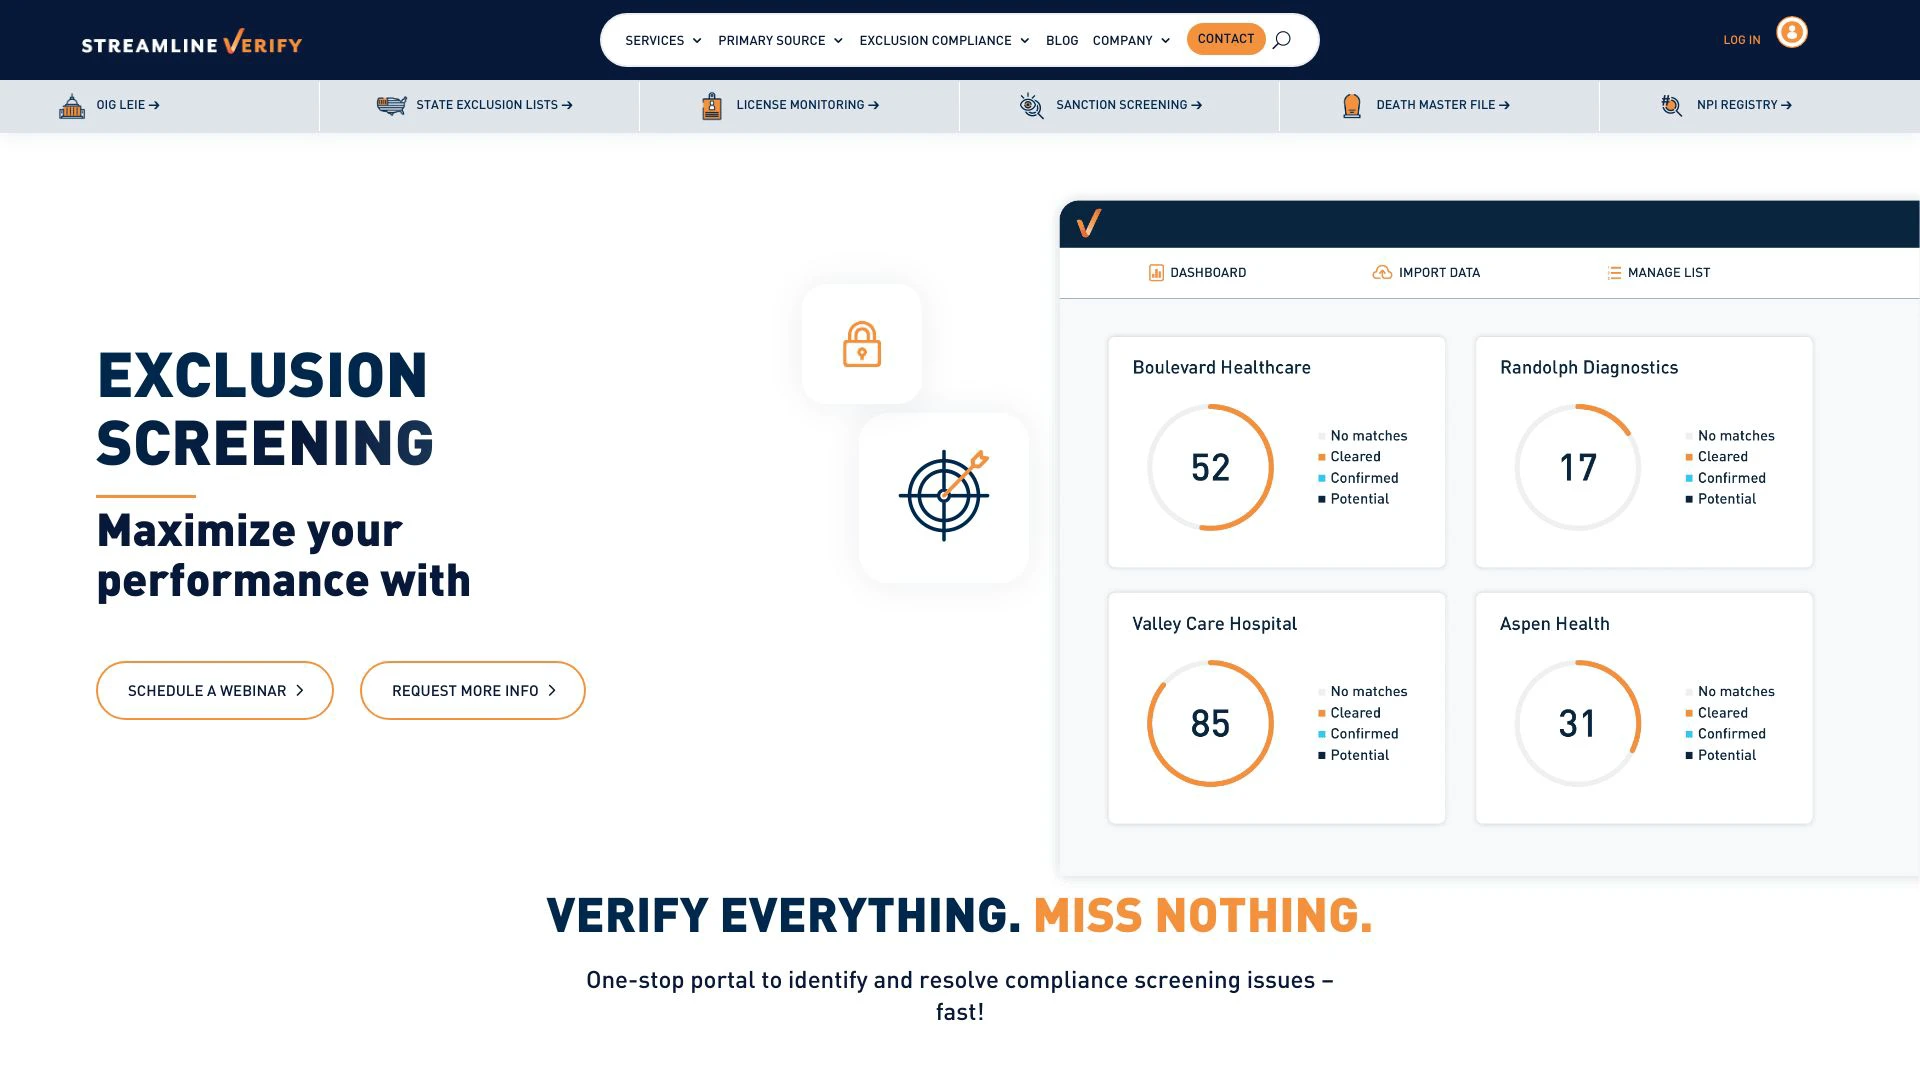 STREAMLINE VERIFY
SERVICES
PRIMARY SOURCE
EXCLUSION COMPLIANCE
BLOG
COMPANY
CONTACT
LOG IN
OIG LEIE →
STATE EXCLUSION LISTS →
LICENSE MONITORING →
SANCTION SCREENING →
DEATH MASTER FILE →
NPI REGISTRY →
EXCLUSION
SCREENING
Maximize your
performance with
SCHEDULE A WEBINAR
REQUEST MORE INFO
DASHBOARD
IMPORT DATA
MANAGE LIST
Boulevard Healthcare
52
No matches
Cleared
Confirmed
Potential
Randolph Diagnostics
17
No matches
Cleared
Confirmed
Potential
Valley Care Hospital
85
No matches
Cleared
Confirmed
Potential
Aspen Health
31
No matches
Cleared
Confirmed
Potential
VERIFY EVERYTHING. MISS NOTHING.
One-stop portal to identify and resolve compliance screening issues –
fast!